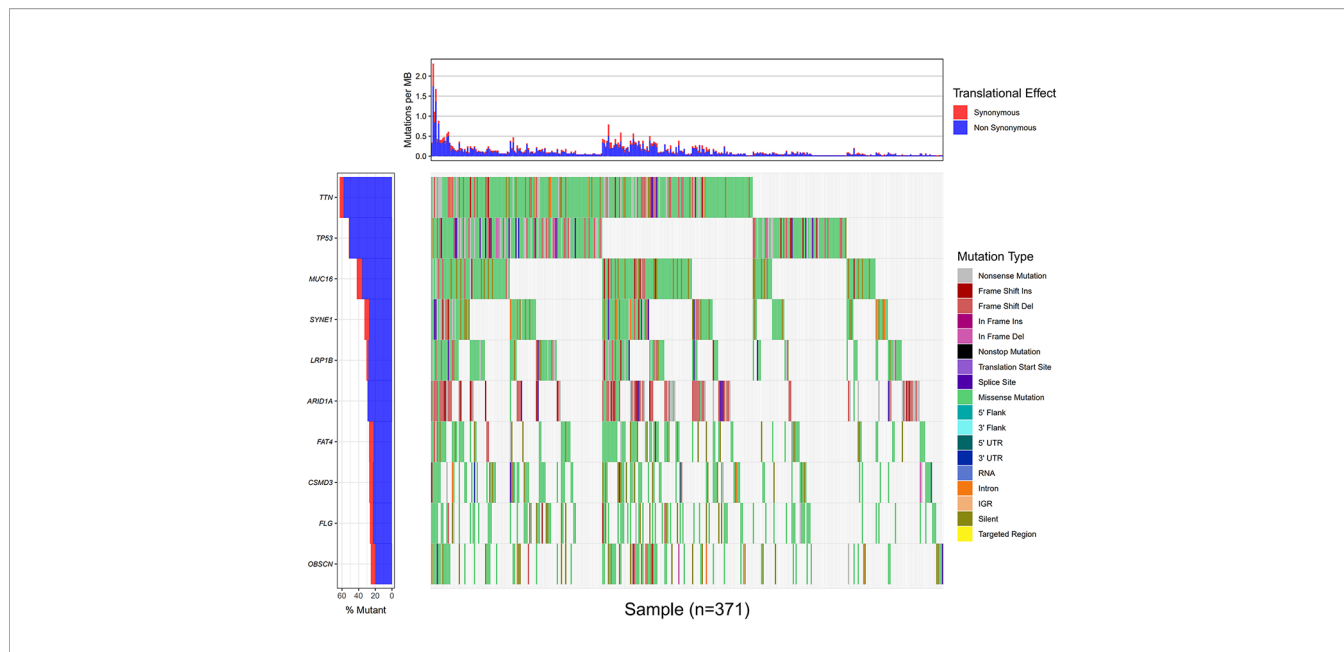 Mutations per MB
2.0
1.5
1.0
0.5
0.0
Translational Effect
Synonymous
Non Synonymous
TTN
TP53
MUC16
SYNE1
LRP1B
ARID1A
FAT4
CSMD3
FLG
OBSCN
60 40 20 0
% Mutant
Sample (n=371)
Mutation Type
Nonsense Mutation
Frame Shift Ins
Frame Shift Del
In Frame Ins
In Frame Del
Nonstop Mutation
Translation Start Site
Splice Site
Missense Mutation
5' Flank
3' Flank
5' UTR
3' UTR
RNA
Intron
IGR
Silent
Targeted Region